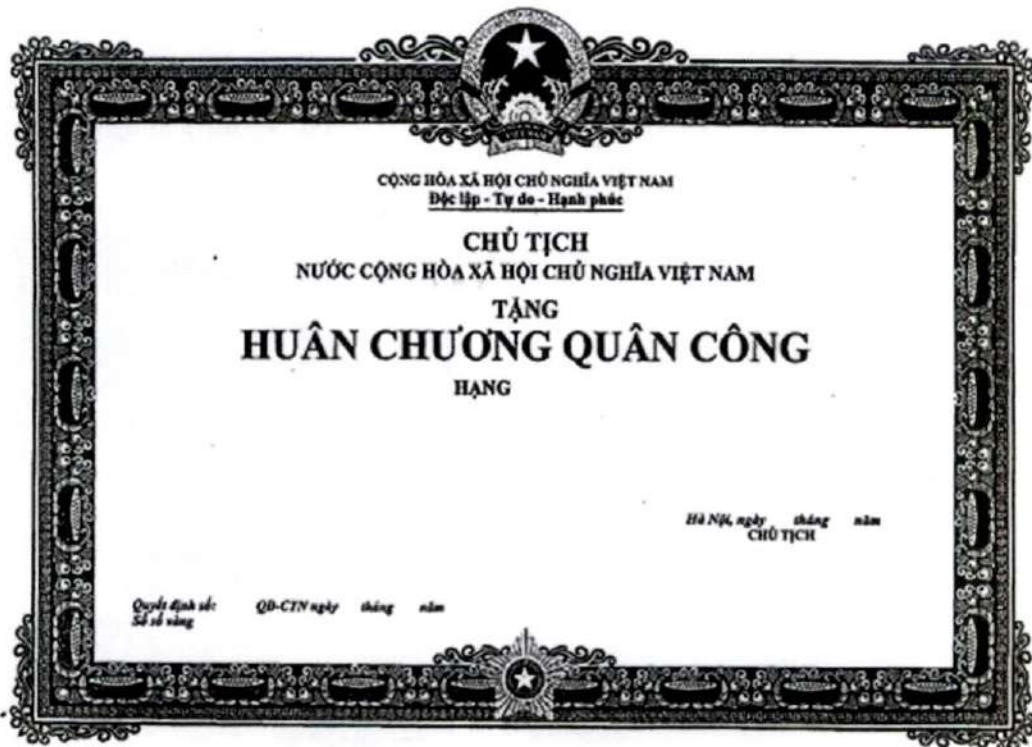 CỘNG HÒA XÃ HỘI CHỦ NGHĨA VIỆT NAM
Độc lập - Tự do - Hạnh phúc
CHỦ TỊCH
NƯỚC CỘNG HÒA XÃ HỘI CHỦ NGHĨA VIỆT NAM
TẶNG
HUÂN CHƯƠNG QUÂN CÔNG
HẠNG
Hà Nội, ngày tháng năm
CHỦ TỊCH
Quyết định số: QĐ-CTN ngày tháng năm
Số sổ vàng